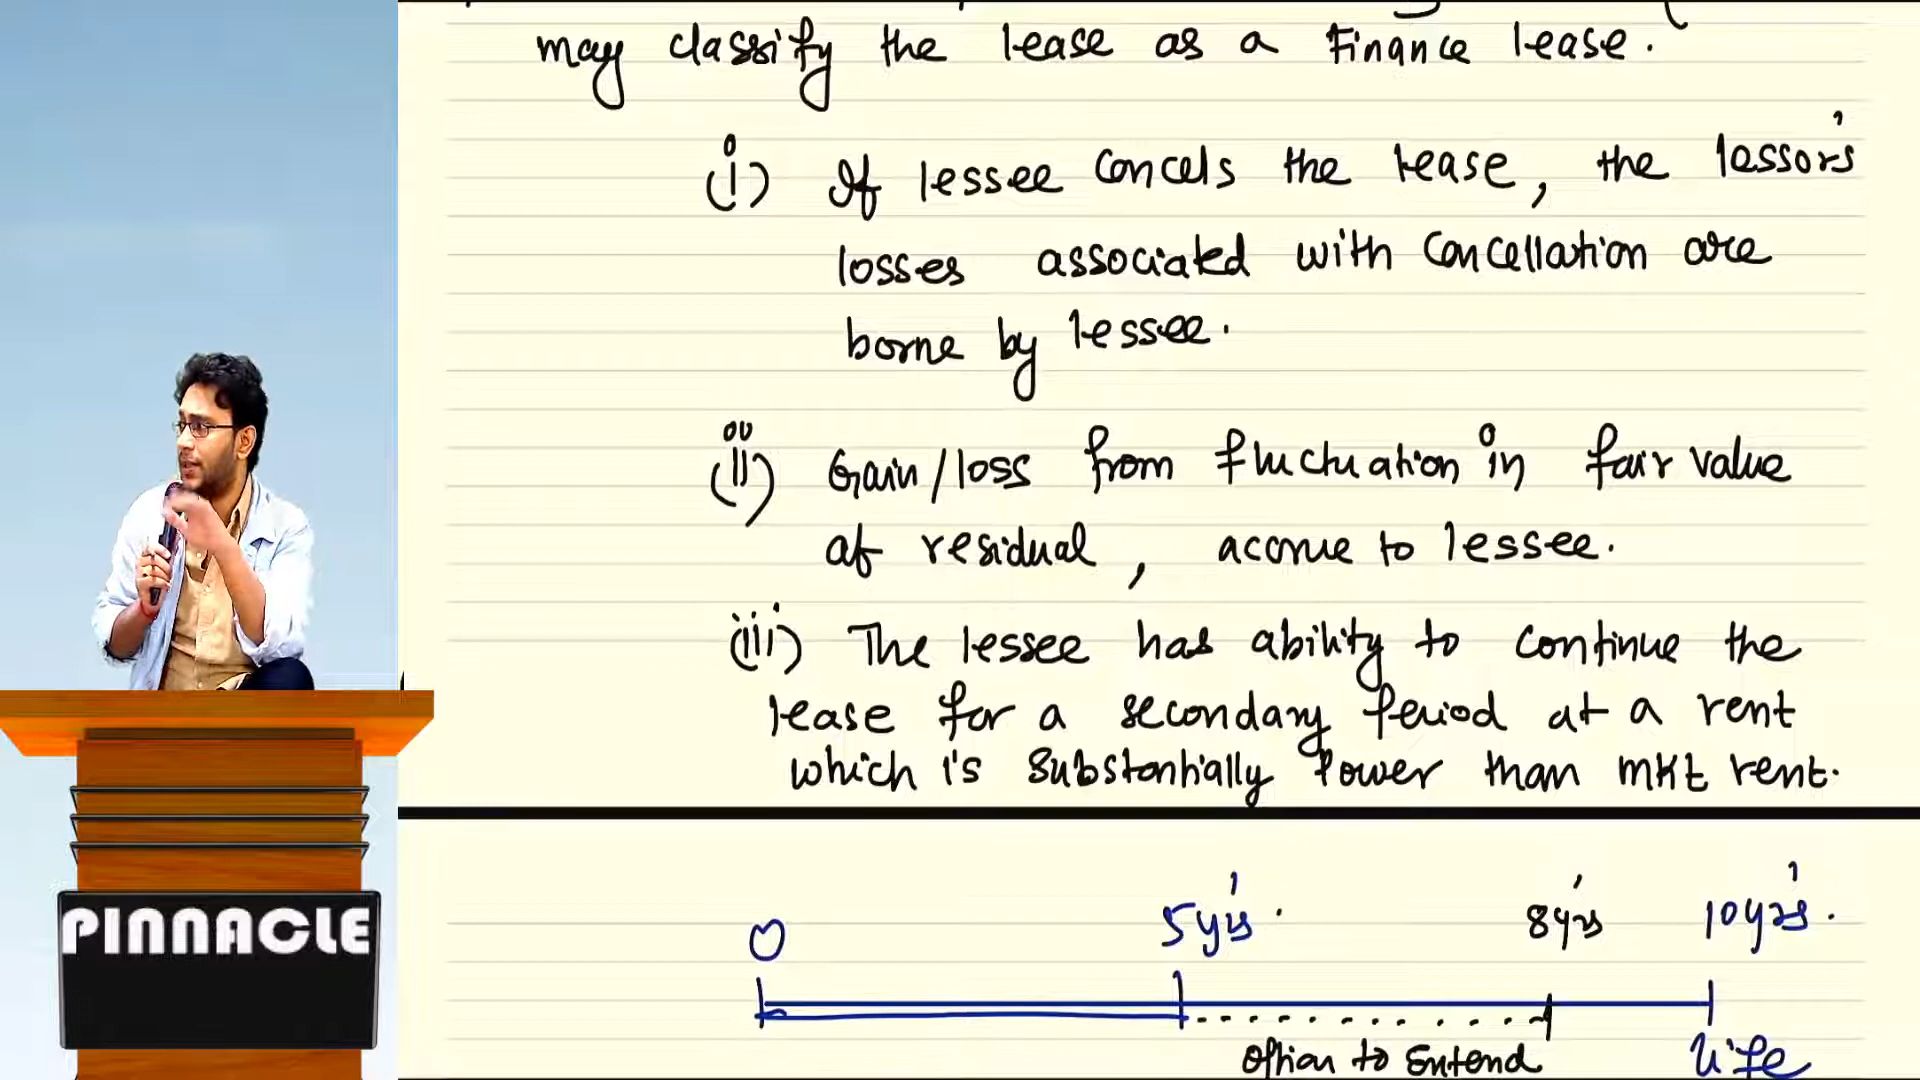 may classify the lease as a Finance lease.
(i) If lessee cancels the lease, the lessor's
losses associated with cancellation are
borne by lessee.
(ii) Gain/loss from fluctuation in fair value
of residual, accrue to lessee.
(iii) The lessee has ability to continue the
lease for a secondary period at a rent
which is substantially lower than mkt rent.
0 5yrs. 8yrs 10yrs.
option to Extend life
PINNACLE